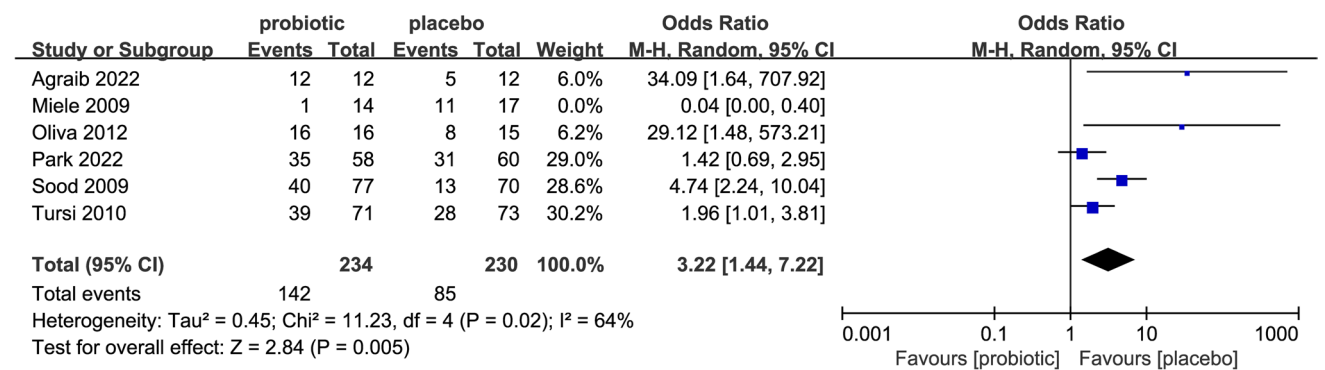 probiotic placebo Odds Ratio Odds Ratio
Study or Subgroup Events Total Events Total Weight M-H, Random, 95% CI M-H, Random, 95% CI
Agraib 2022 12 12 5 12 6.0% 34.09 [1.64, 707.92]
Miele 2009 1 14 11 17 0.0% 0.04 [0.00, 0.40]
Oliva 2012 16 16 8 15 6.2% 29.12 [1.48, 573.21]
Park 2022 35 58 31 60 29.0% 1.42 [0.69, 2.95]
Sood 2009 40 77 13 70 28.6% 4.74 [2.24, 10.04]
Tursi 2010 39 71 28 73 30.2% 1.96 [1.01, 3.81]
Total (95% CI) 234 230 100.0% 3.22 [1.44, 7.22]
Total events 142 85
Heterogeneity: Tau² = 0.45; Chi² = 11.23, df = 4 (P = 0.02); I² = 64%
Test for overall effect: Z = 2.84 (P = 0.005)
0.001 0.1 1 10 1000
Favours [probiotic] Favours [placebo]